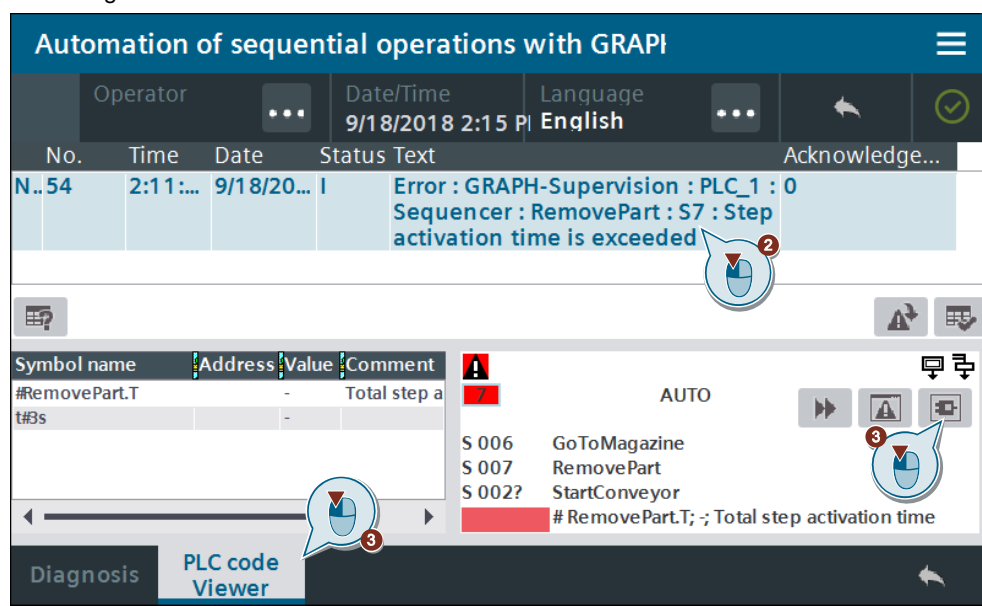 Automation of sequential operations with GRAPH
Operator
Date/Time
Language
9/18/2018 2:15 P
English
No. Time Date Status Text Acknowledge...
N.. 54 2:11:... 9/18/20... I Error : GRAPH-Supervision : PLC_1 : 0
Sequencer : RemovePart : S7 : Step
activation time is exceeded
2
Symbol name Address Value Comment
#RemovePart.T - Total step a
t#3s -
7
AUTO
3
S 006 GoToMagazine
S 007 RemovePart
S 002? StartConveyor
# RemovePart.T; -; Total step activation time
3
Diagnosis
PLC code
Viewer